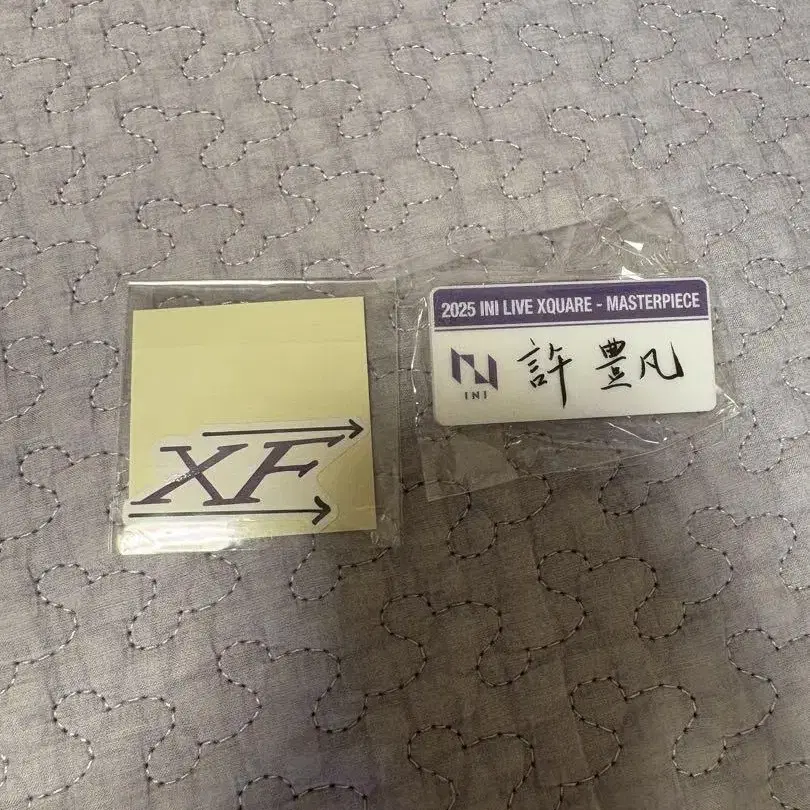 XF
2025 INI LIVE XQUARE - MASTERPIECE
INI
許豊凡